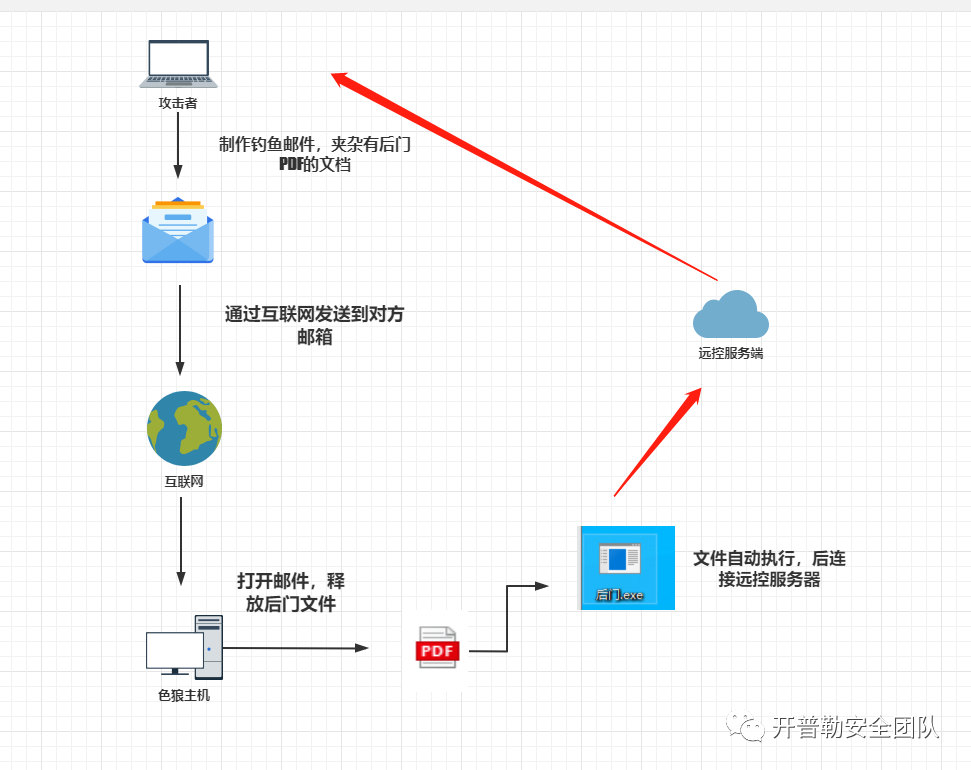 攻击者
制作钓鱼邮件，夹杂有后门
PDF的文档
通过互联网发送到对方
邮箱
远控服务端
互联网
打开邮件，释
放后门文件
PDF
后门.exe
文件自动执行，后连
接远控服务器
色狼主机
开普勒安全团队